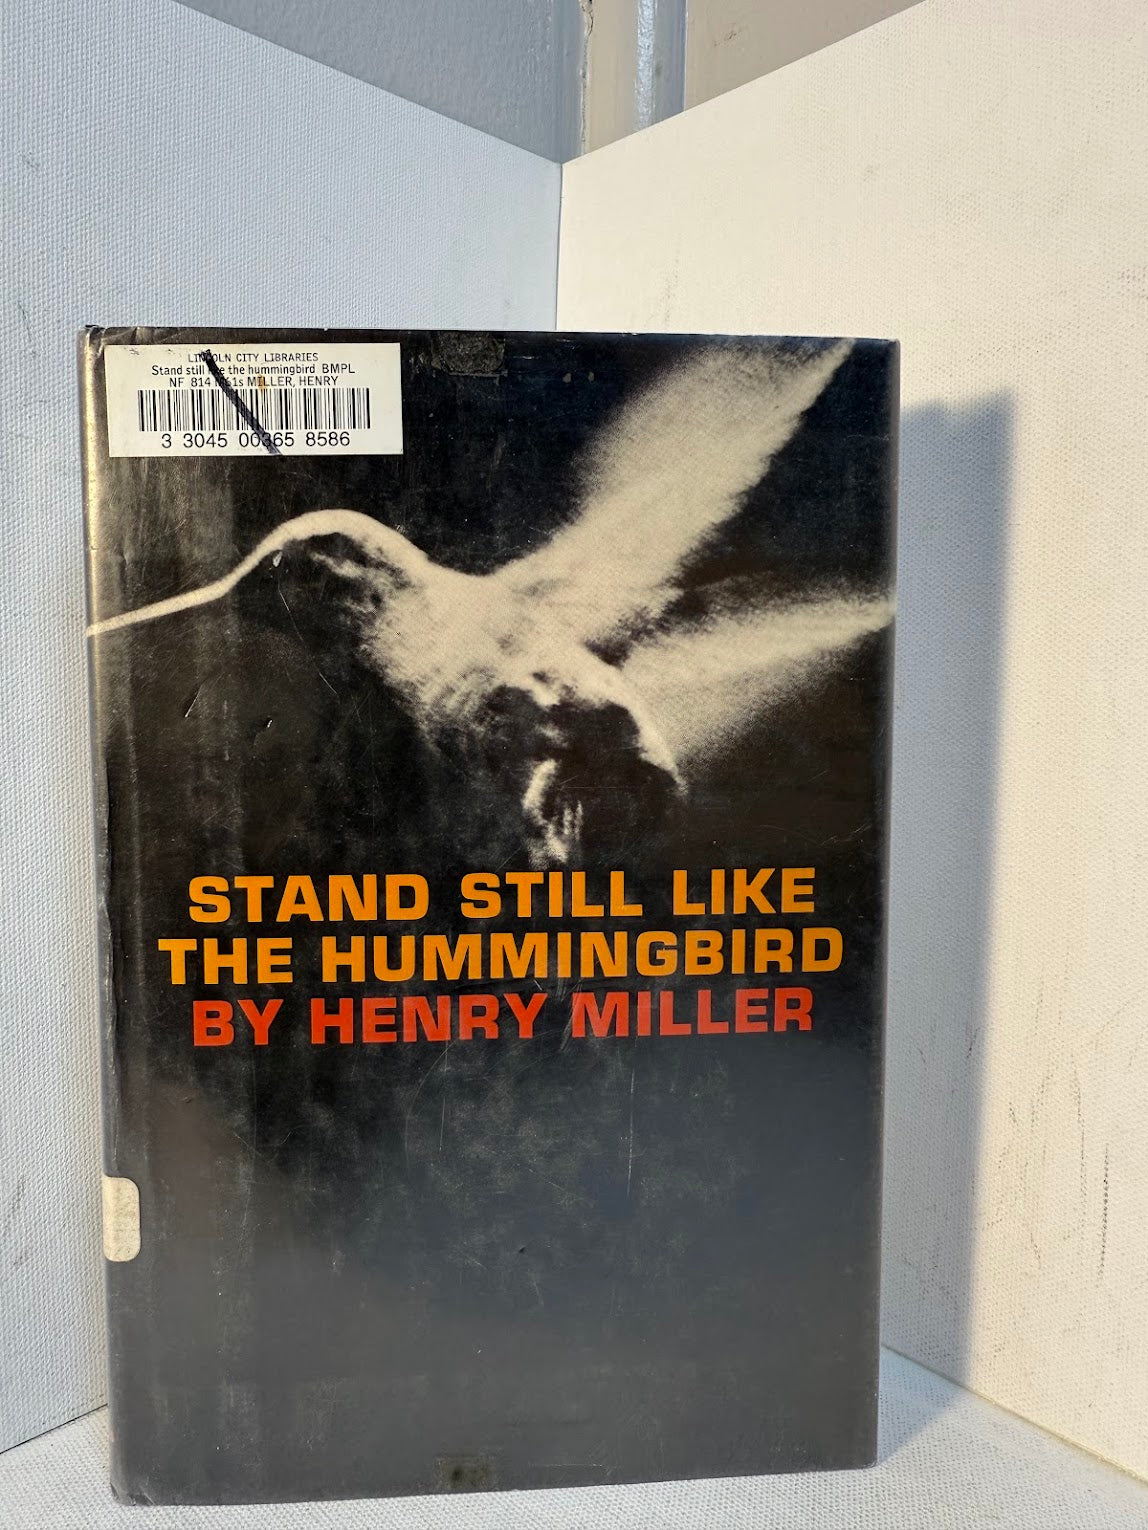 LINCOLN CITY LIBRARIES
Stand still like the hummingbird BMPL
NF 814 M61s MILLER, HENRY
3 3045 00365 8586
STAND STILL LIKE
THE HUMMINGBIRD
BY HENRY MILLER